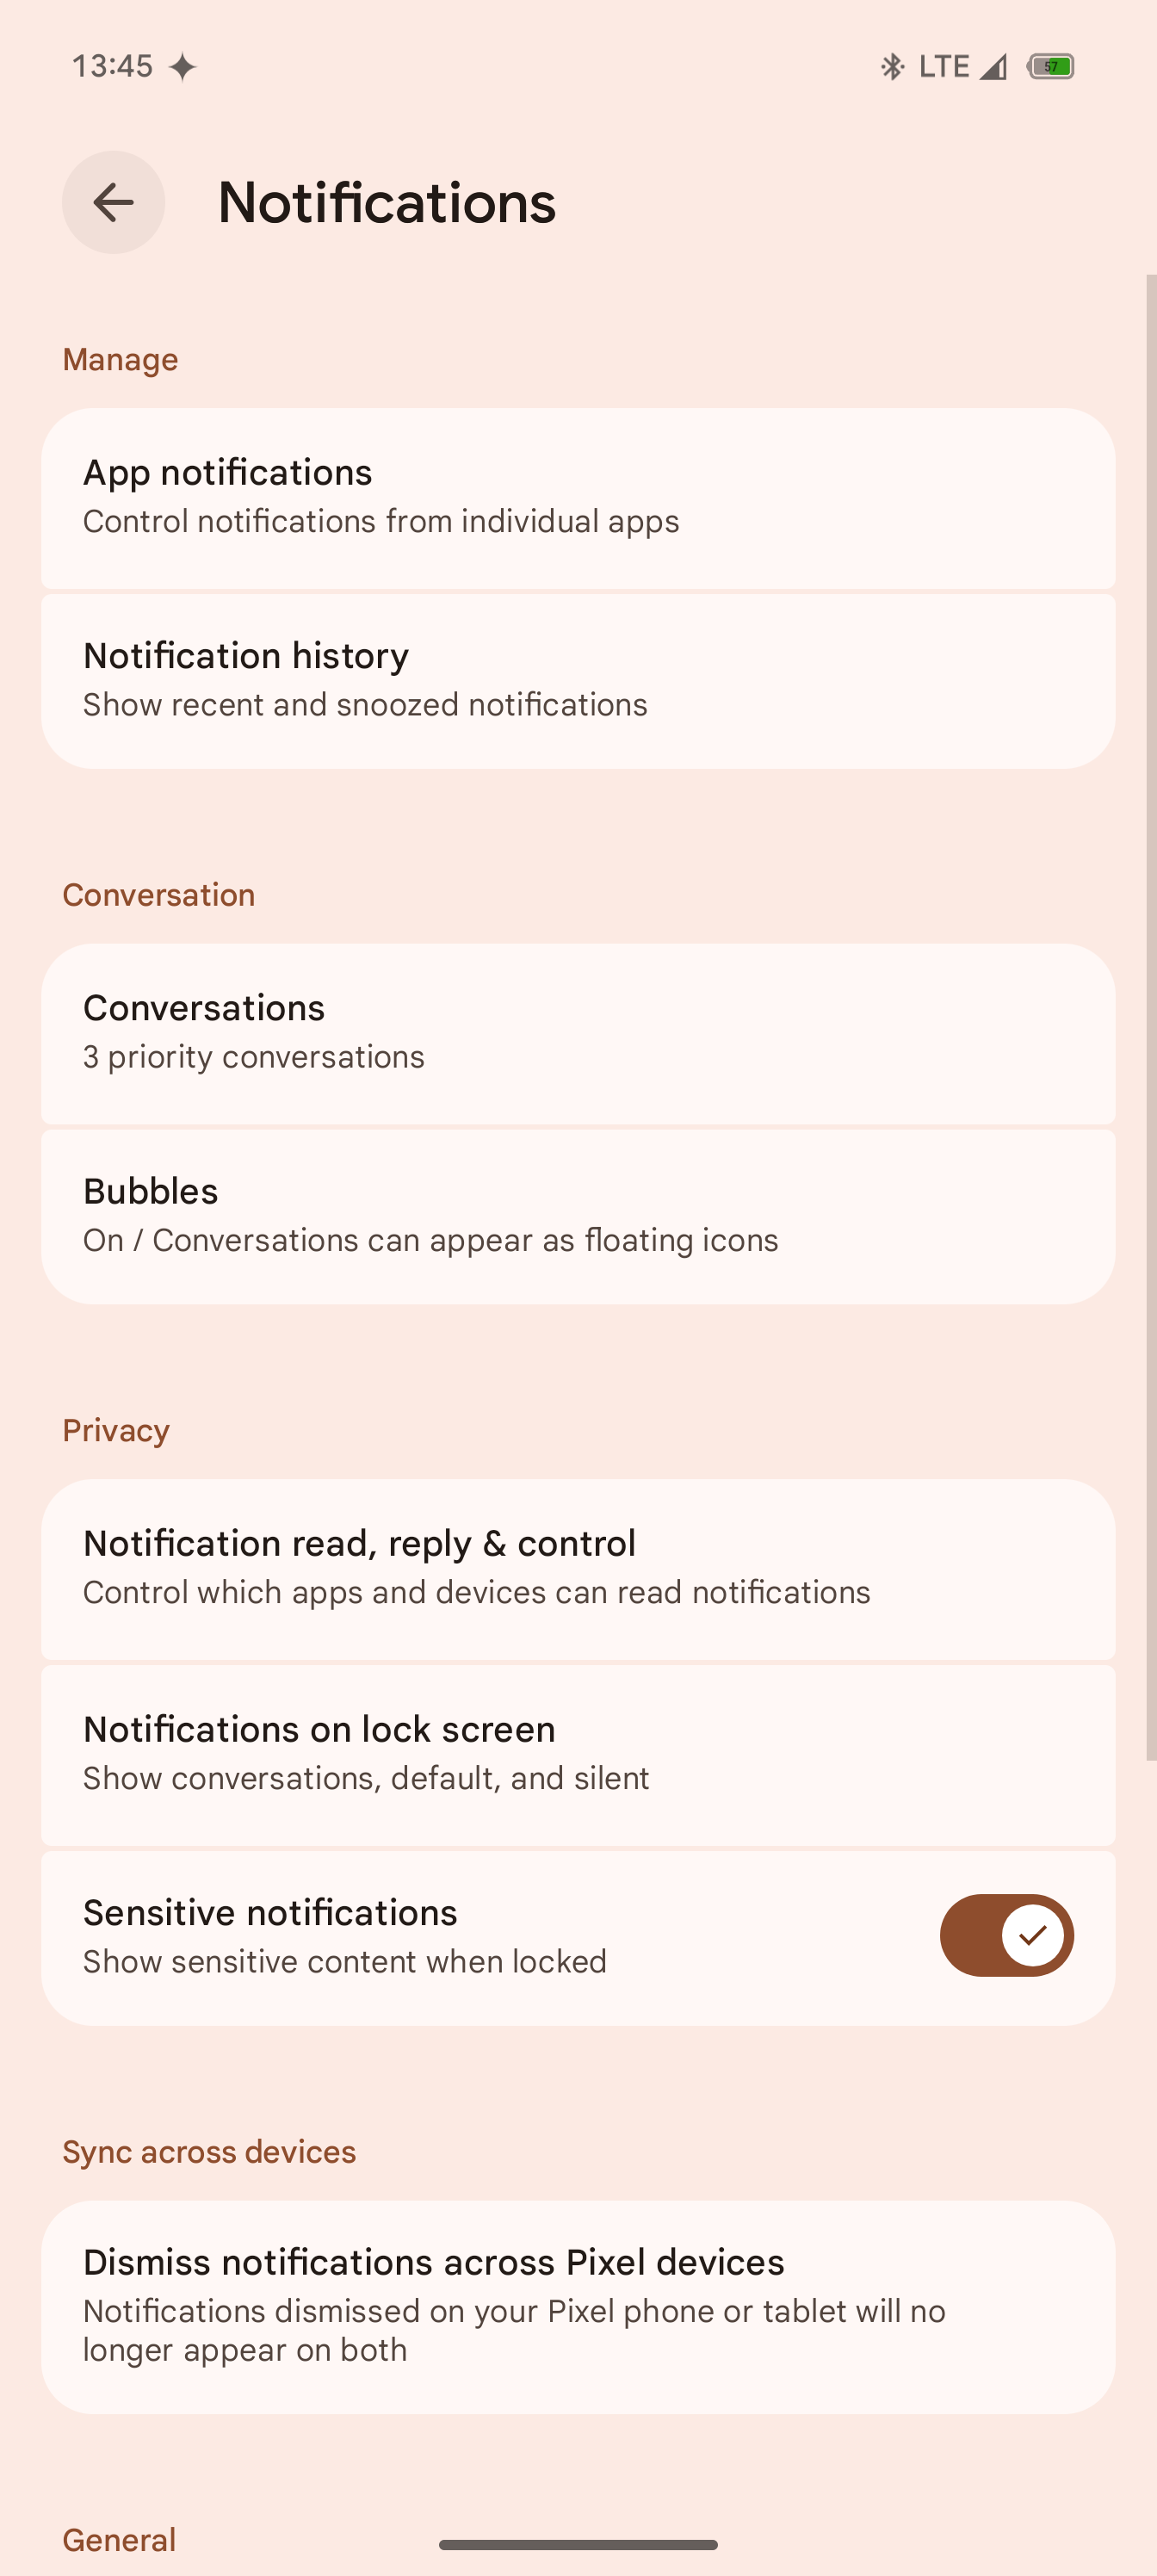 13:45
LTE
57
Notifications
Manage
App notifications
Control notifications from individual apps
Notification history
Show recent and snoozed notifications
Conversation
Conversations
3 priority conversations
Bubbles
On / Conversations can appear as floating icons
Privacy
Notification read, reply & control
Control which apps and devices can read notifications
Notifications on lock screen
Show conversations, default, and silent
Sensitive notifications
Show sensitive content when locked
Sync across devices
Dismiss notifications across Pixel devices
Notifications dismissed on your Pixel phone or tablet will no
longer appear on both
General